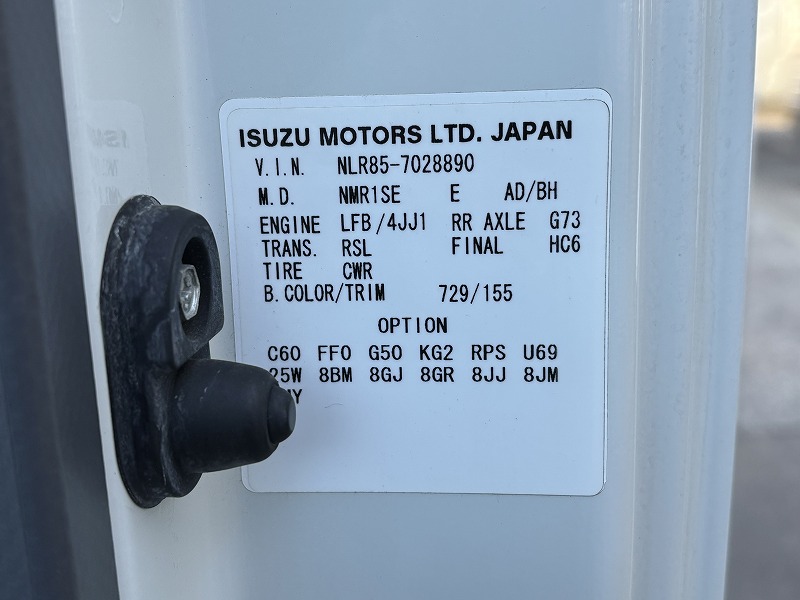 ISUZU MOTORS LTD. JAPAN
V.I.N. NLR85-7028890
M.D. NMR1SE E AD/BH
ENGINE LFB/4JJ1 RR AXLE G73
TRANS. RSL FINAL HC6
TIRE CWR
B.COLOR/TRIM 729/155
OPTION
C60 FF0 G50 KG2 RPS U69
8BM 8GJ 8GR 8JJ 8JM